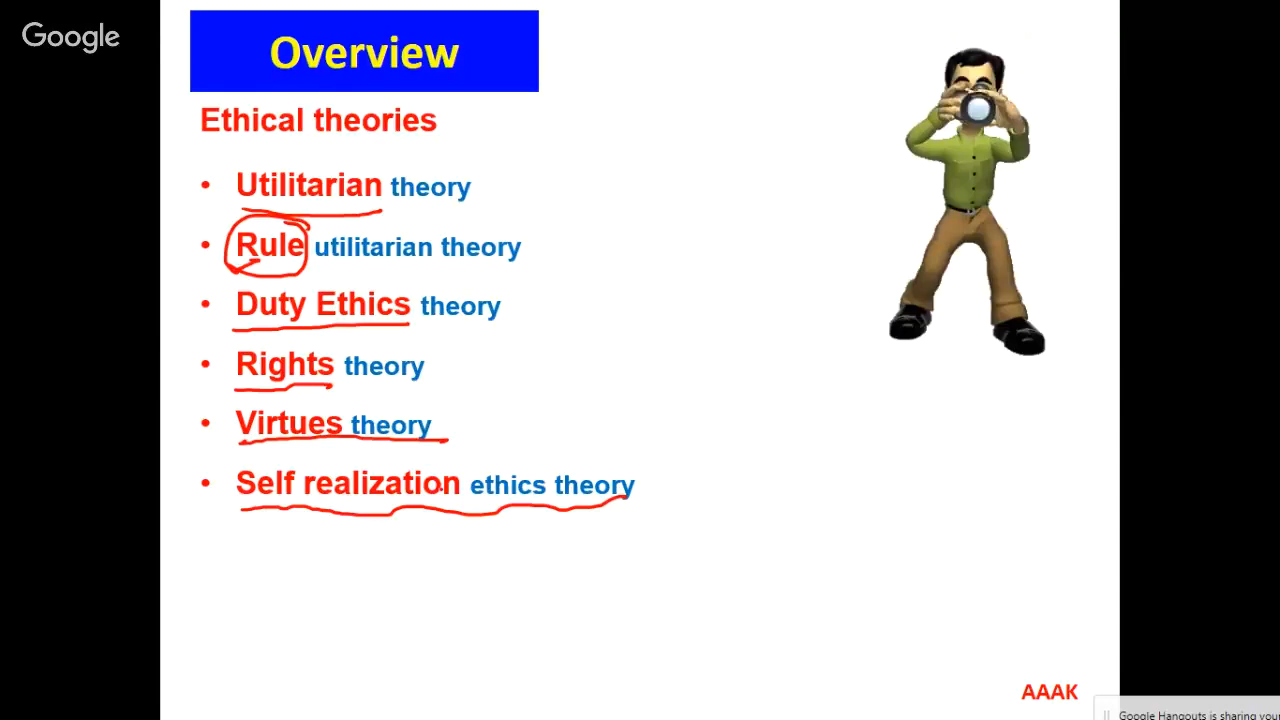 Google
Overview
Ethical theories
• Utilitarian theory
• Rule utilitarian theory
• Duty Ethics theory
• Rights theory
• Virtues theory
• Self realization ethics theory
AAAK
Google Hangouts is sharing your